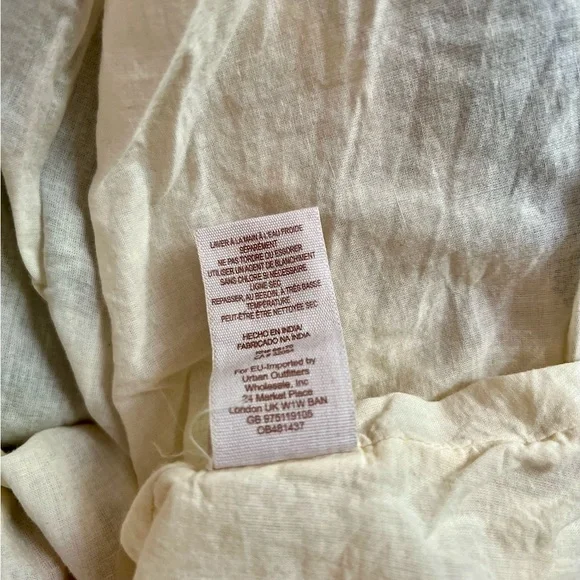 LAVER À LA MAIN À L'EAU FROIDE
SÉPARÉMENT
NE PAS TORDRE OU ESSORER
UTILISER UN AGENT DE BLANCHIMENT
SANS CHLORE SI NÉCESSAIRE
LIGNE SEC
REPASSER, AU BESOIN, À TRÈS BASSE
TEMPÉRATURE
PEUT-ÊTRE ÊTRE NETTOYÉE SEC
HECHO EN INDIA/
FABRICADO NA INDIA
For EU-Imported by
Urban Outfitters
Wholesale, Inc
24 Market Place
London UK W1W 8AN
GB 975119105
OB481437